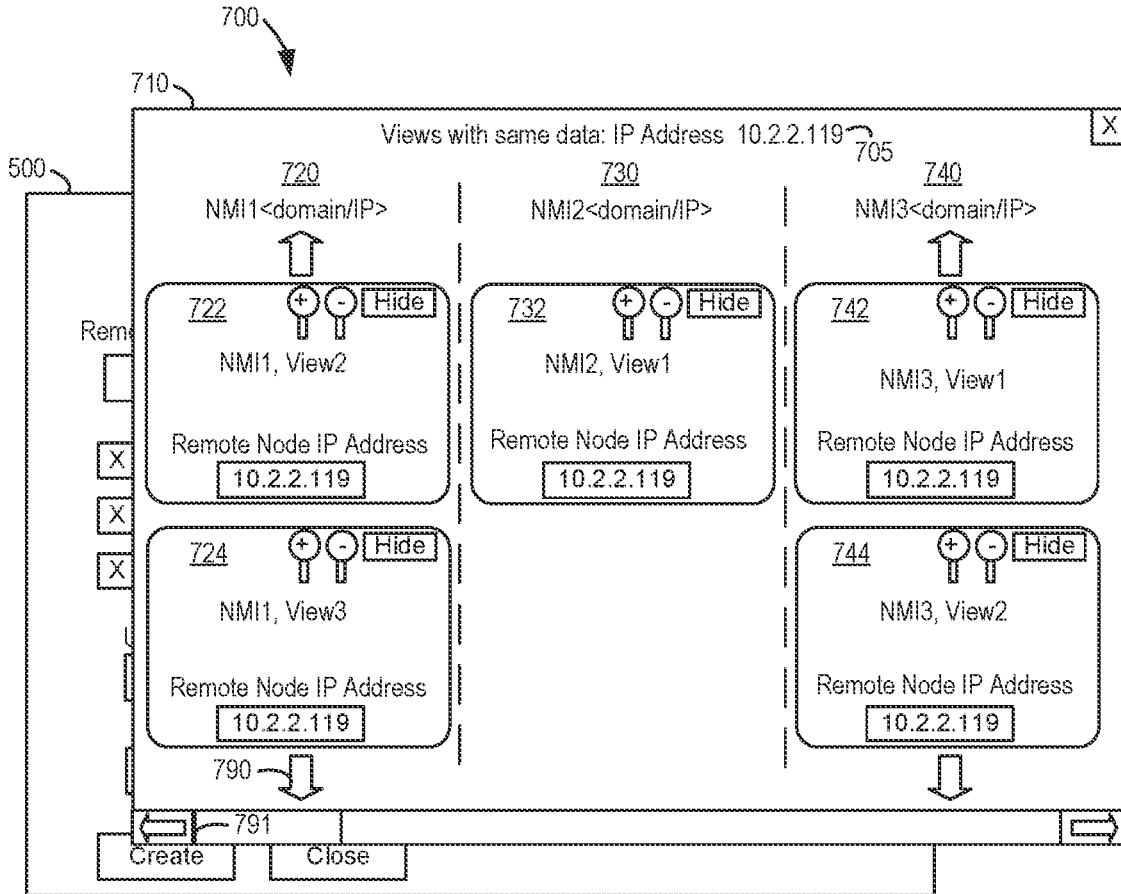 700
710
X
Views with same data: IP Address 10.2.2.119
705
500
720 730 740
NMI1<domain/IP> NMI2<domain/IP> NMI3<domain/IP>
722 + - Hide 732 + - Hide 742 + - Hide
NMI1, View2 NMI2, View1 NMI3, View1
Remote Node IP Address Remote Node IP Address Remote Node IP Address
10.2.2.119 10.2.2.119 10.2.2.119
X
X
X
724 + - Hide 744 + - Hide
NMI1, View3 NMI3, View2
Remote Node IP Address Remote Node IP Address
10.2.2.119 10.2.2.119
790
791
Create Close